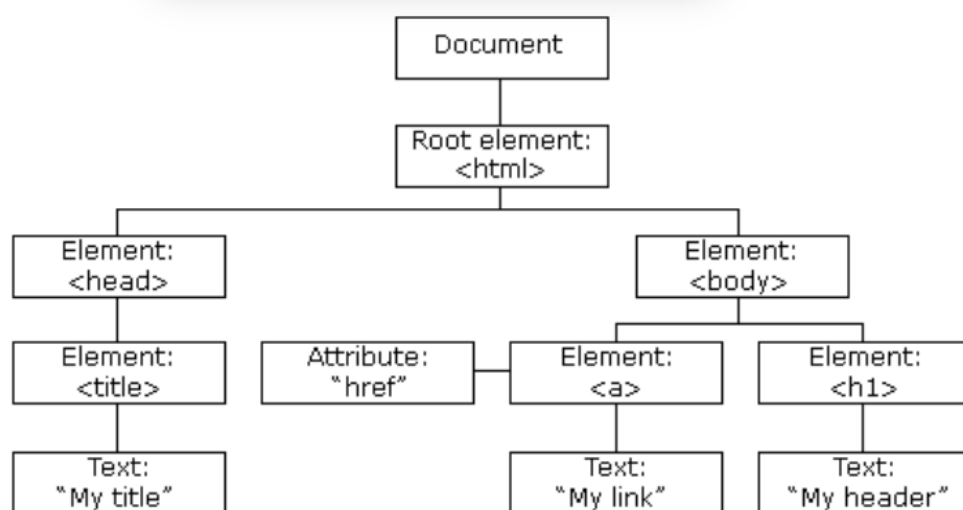 Document
Root element:
<html>
Element:
<head>
Element:
<body>
Element:
<title>
Attribute:
“href”
Element:
<a>
Element:
<h1>
Text:
“My title”
Text:
“My link”
Text:
“My header”